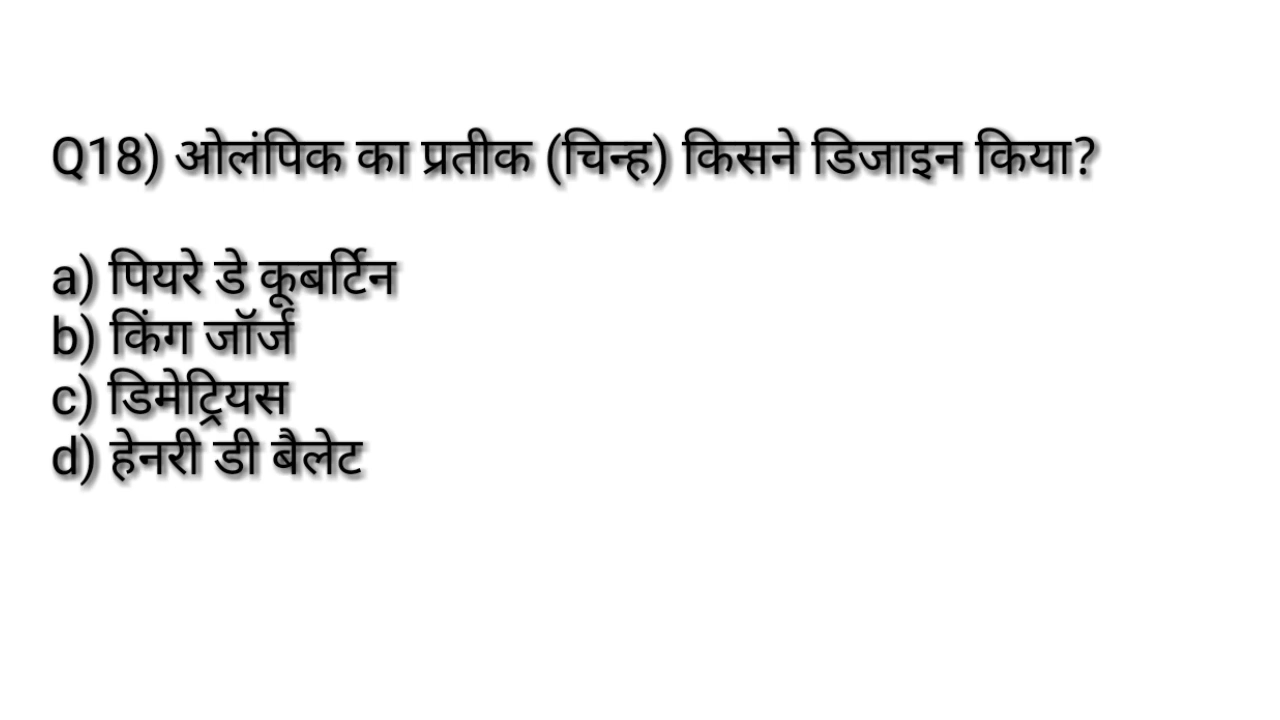 Q18) ओलंपिक का प्रतीक (चिन्ह) किसने डिजाइन किया?
a) पियरे डे कूबर्टिन
b) किंग जॉर्ज
c) डिमेट्रियस
d) हेनरी डी बैलेट